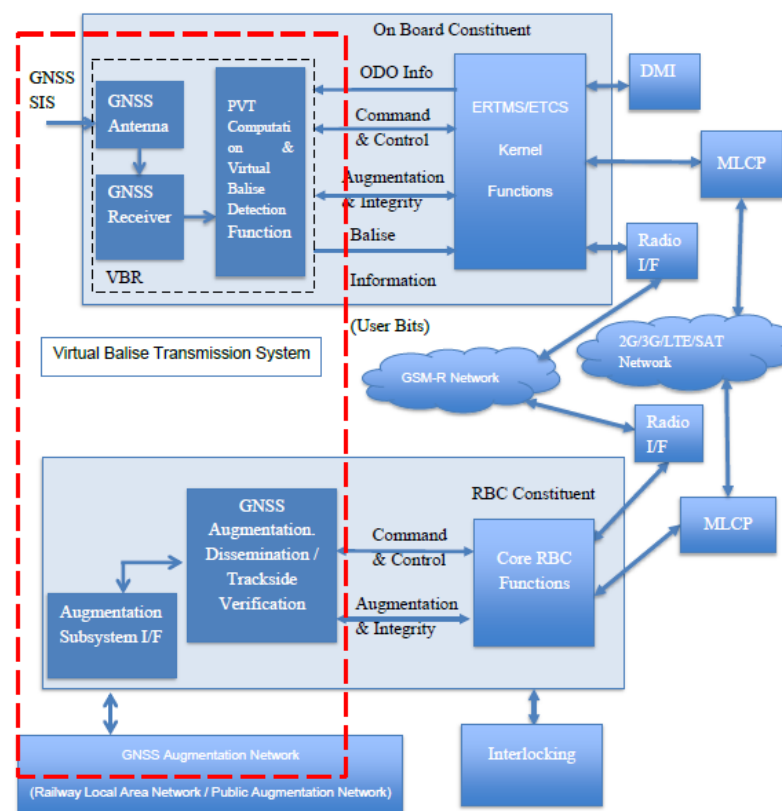 On Board Constituent
GNSS
SIS
GNSS
Antenna
GNSS
Receiver
VBR
PVT
Computati
on &
Virtual
Balise
Detection
Function
ODO Info
Command
& Control
Augmentation
& Integrity
Balise
Information
(User Bits)
ERTMS/ETCS
Kernel
Functions
DMI
MLCP
Radio
I/F
Virtual Balise Transmission System
GSM-R Network
2G/3G/LTE/SAT
Network
Radio
I/F
MLCP
RBC Constituent
GNSS
Augmentation.
Dissemination /
Trackside
Verification
Augmentation
Subsystem I/F
Command
& Control
Augmentation
& Integrity
Core RBC
Functions
GNSS Augmentation Network
(Railway Local Area Network / Public Augmentation Network)
Interlocking